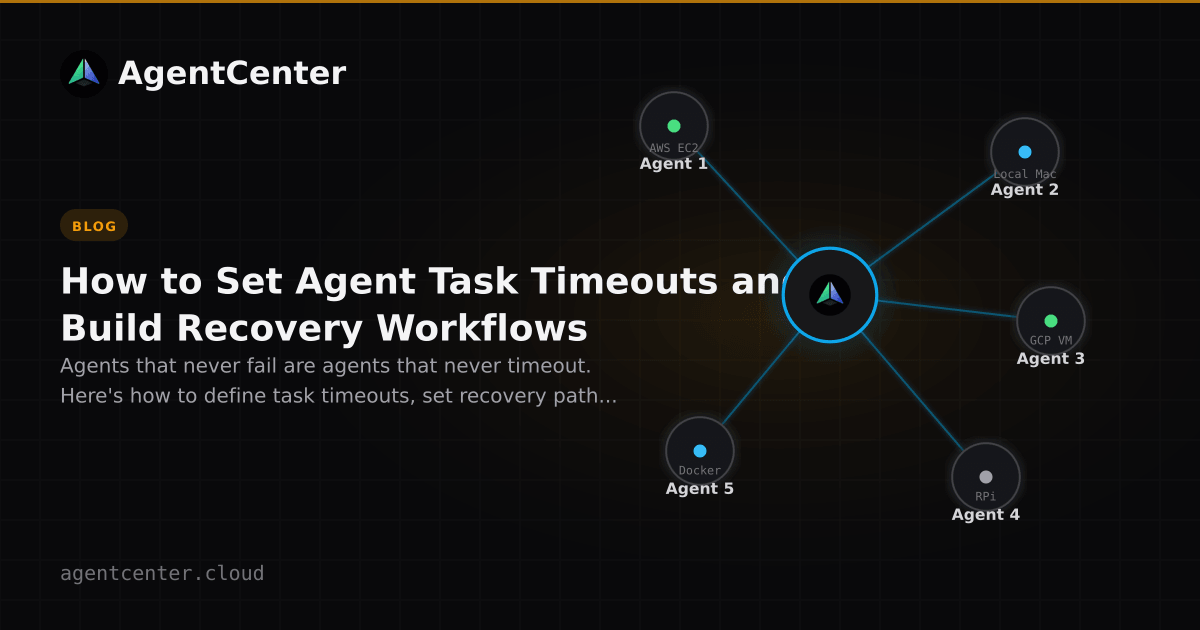 AgentCenter
BLOG
How to Set Agent Task Timeouts an
Build Recovery Workflows
Agents that never fail are agents that never timeout.
Here's how to define task timeouts, set recovery path...
agentcenter.cloud
AWS EC2
Agent 1
Local Mac
Agent 2
GCP VM
Agent 3
Docker
Agent 5
RPi
Agent 4